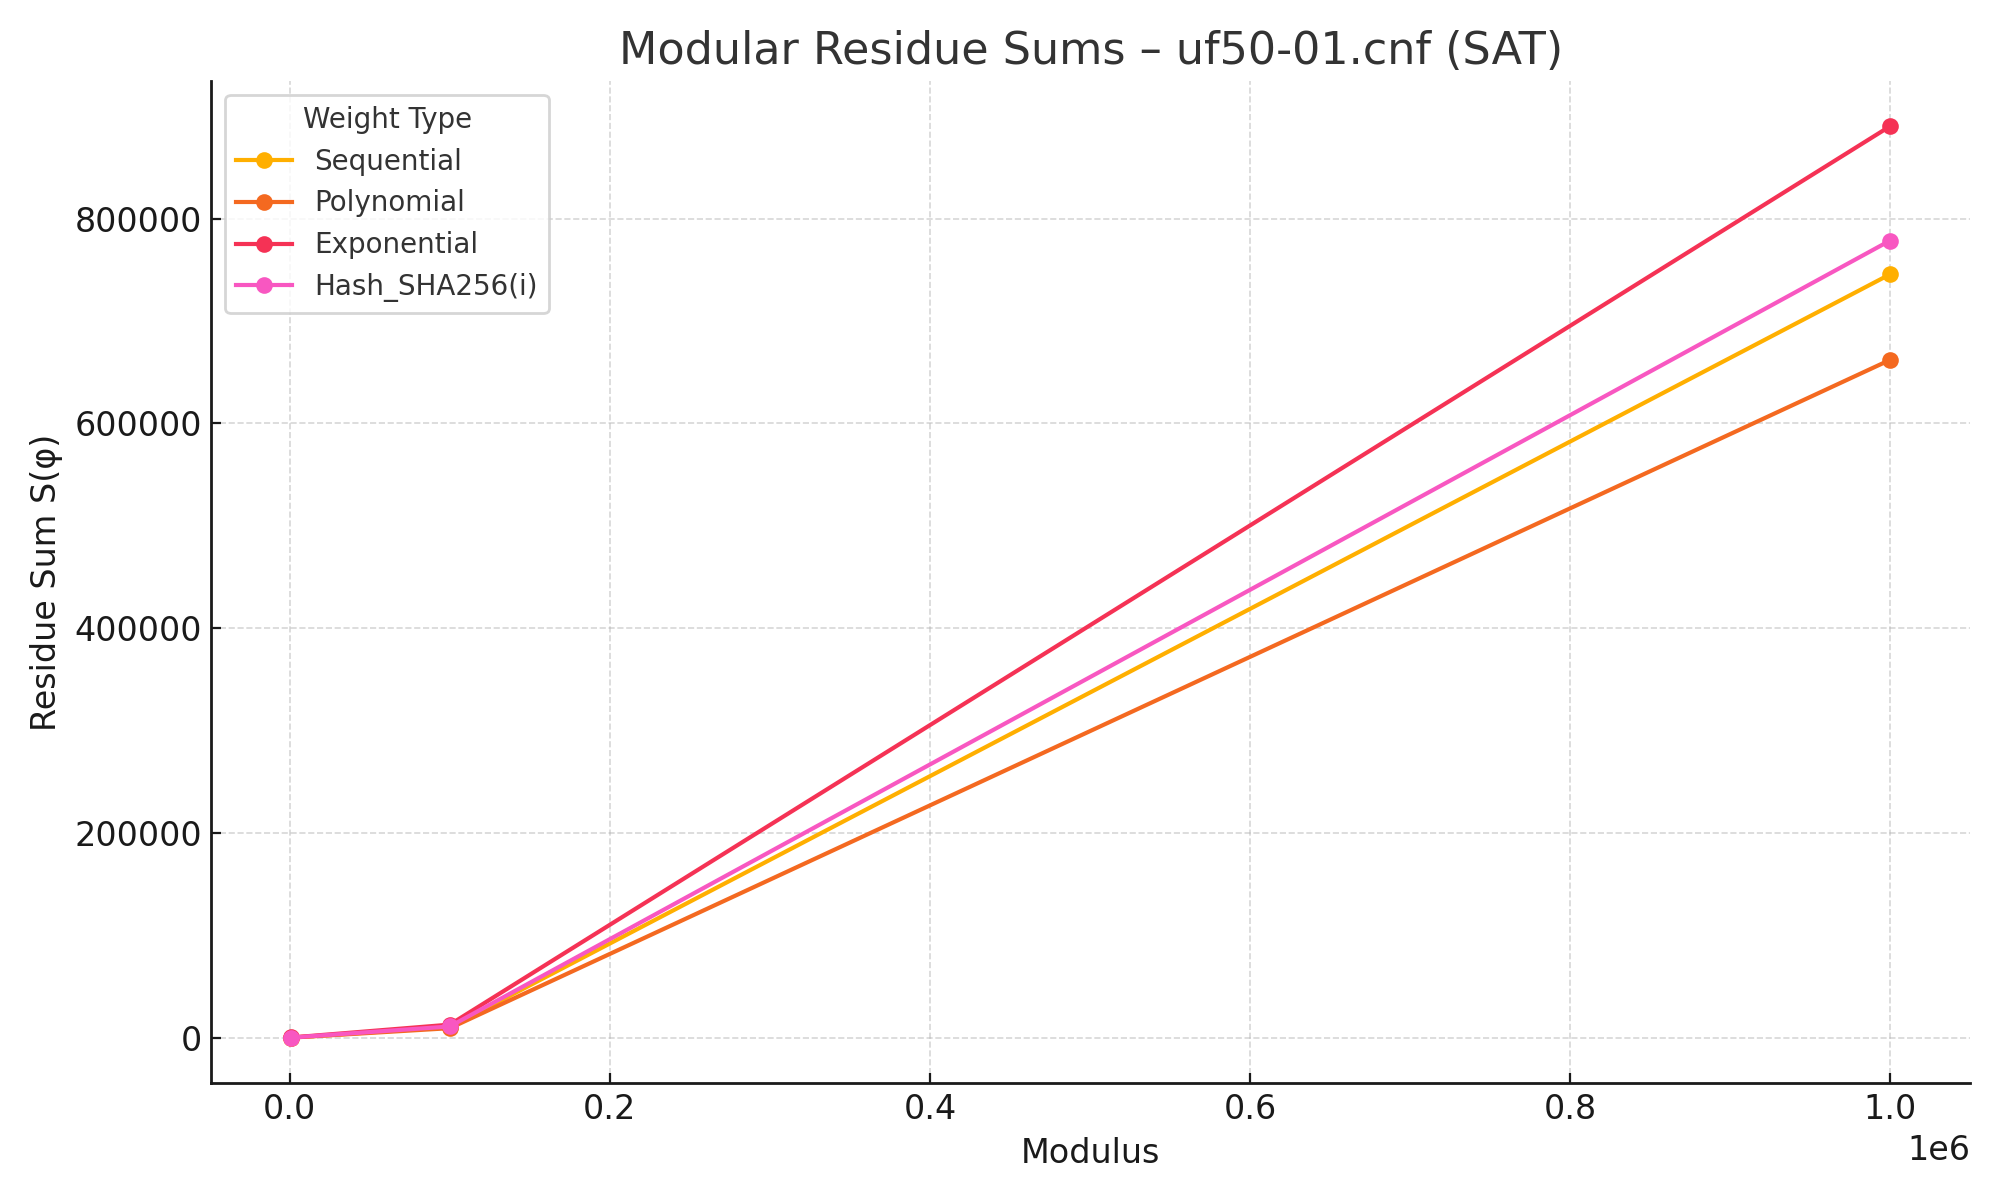 Modular Residue Sums – uf50-01.cnf (SAT)
Weight Type
Sequential
Polynomial
Exponential
Hash_SHA256(i)
Residue Sum S(φ)
800000
600000
400000
200000
0
0.0 0.2 0.4 0.6 0.8 1.0
1e6
Modulus